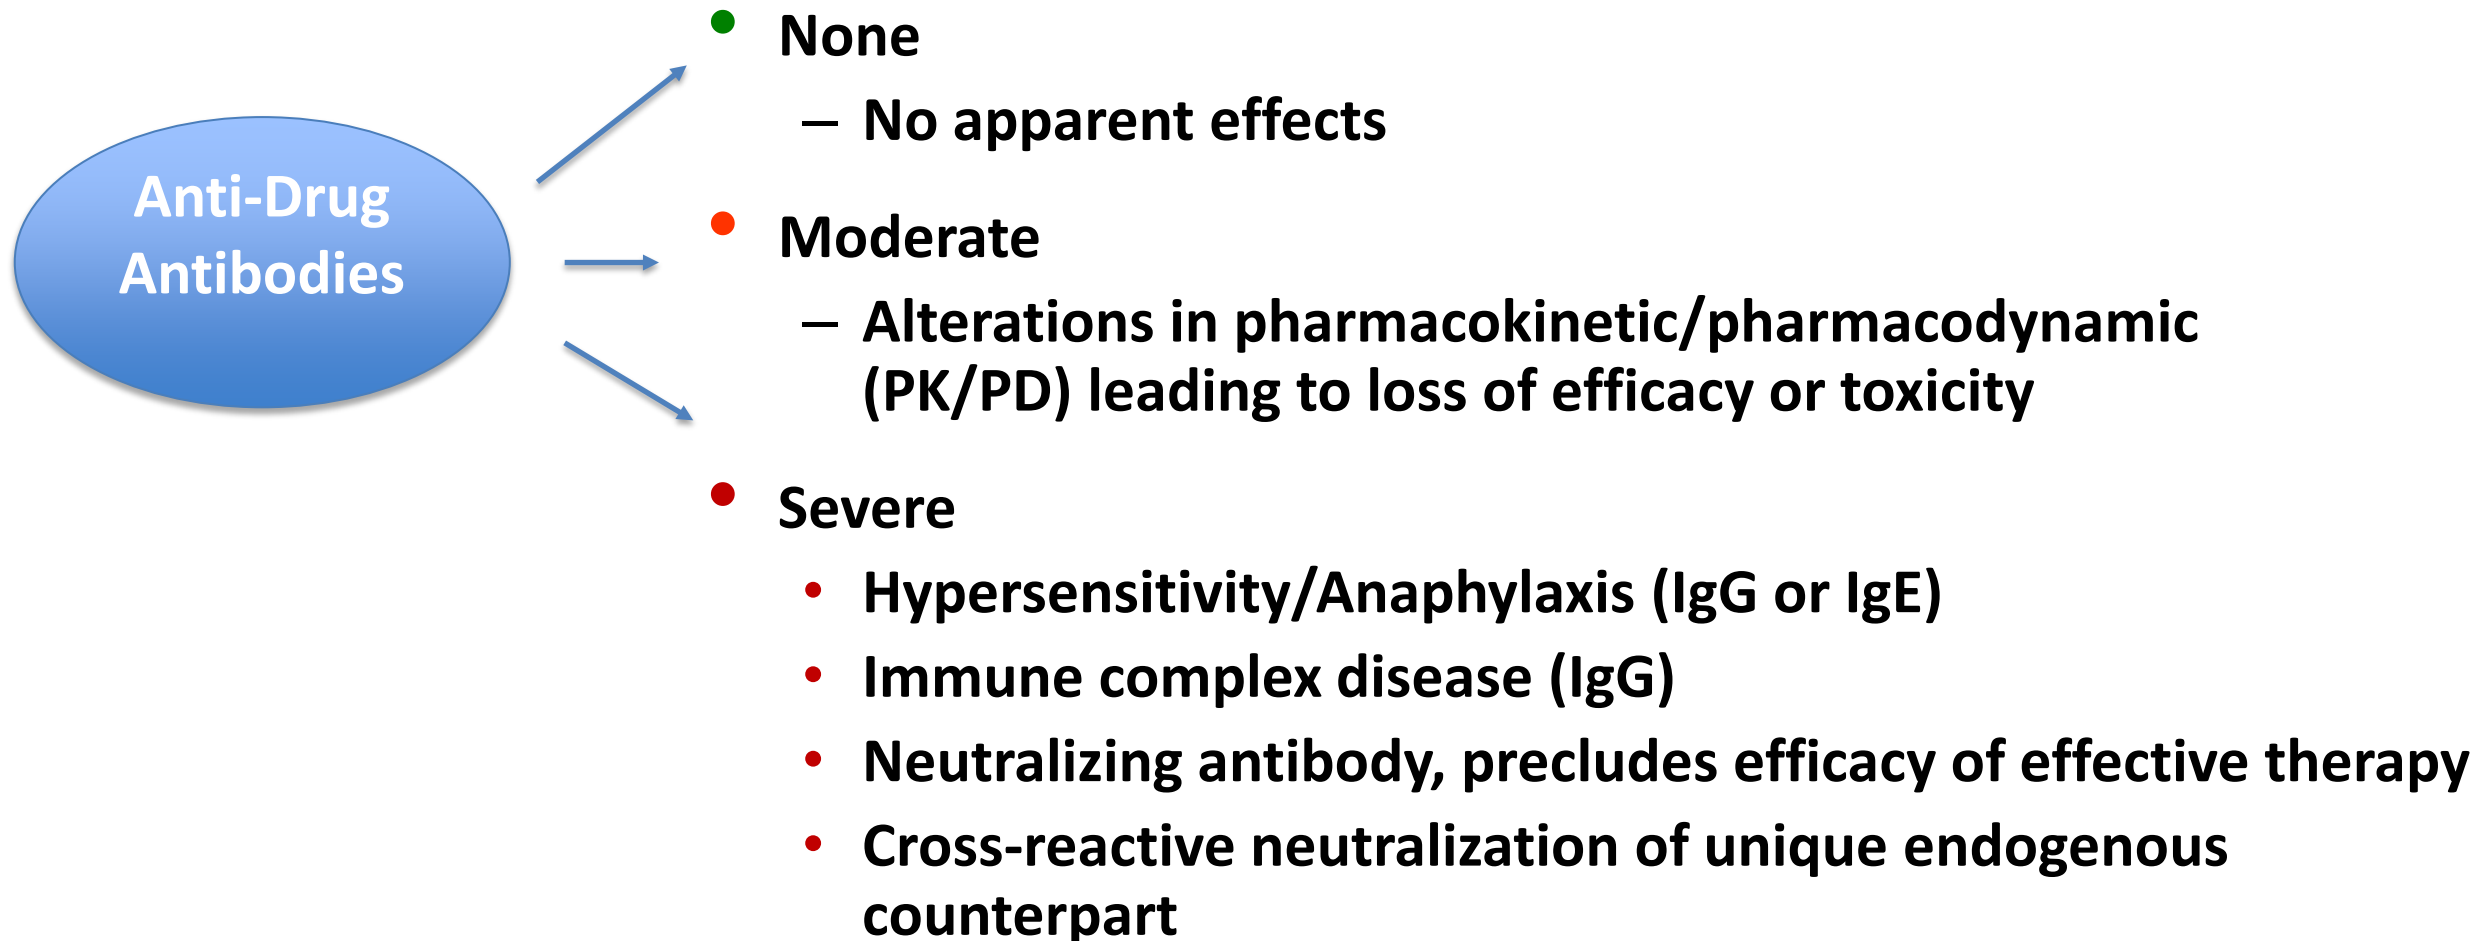 Anti-Drug
Antibodies
None
– No apparent effects
Moderate
– Alterations in pharmacokinetic/pharmacodynamic
(PK/PD) leading to loss of efficacy or toxicity
Severe
• Hypersensitivity/Anaphylaxis (IgG or IgE)
• Immune complex disease (IgG)
• Neutralizing antibody, precludes efficacy of effective therapy
• Cross-reactive neutralization of unique endogenous
counterpart